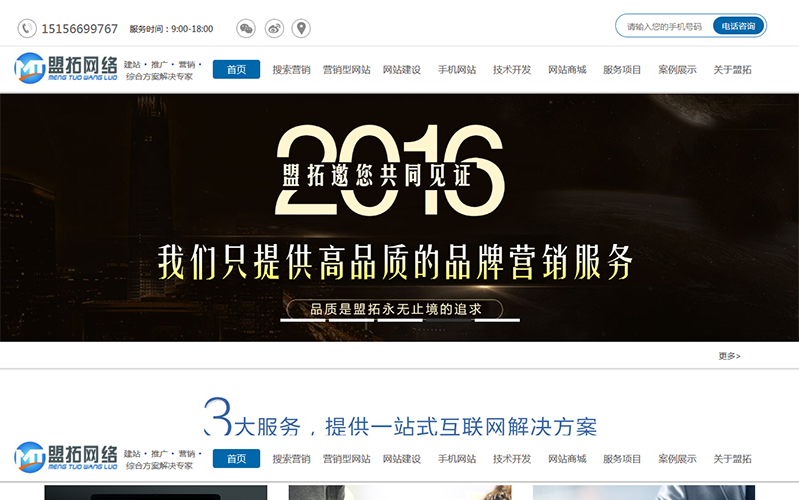 15156699767 服务时间：9:00-18:00 请输入您的手机号码 电话咨询
盟拓网络 建站 · 推广 · 营销 ·
MENG TUO WANG LUO 综合方案解决专家
首页 搜索营销 营销型网站 网站建设 手机网站 技术开发 网站商城 服务项目 案例展示 关于盟拓
2016
盟拓邀您共同见证
我们只提供高品质的品牌营销服务
品质是盟拓永无止境的追求
更多>
3大服务，提供一站式互联网解决方案
盟拓网络 建站 · 推广 · 营销 ·
MENG TUO WANG LUO 综合方案解决专家
首页 搜索营销 营销型网站 网站建设 手机网站 技术开发 网站商城 服务项目 案例展示 关于盟拓